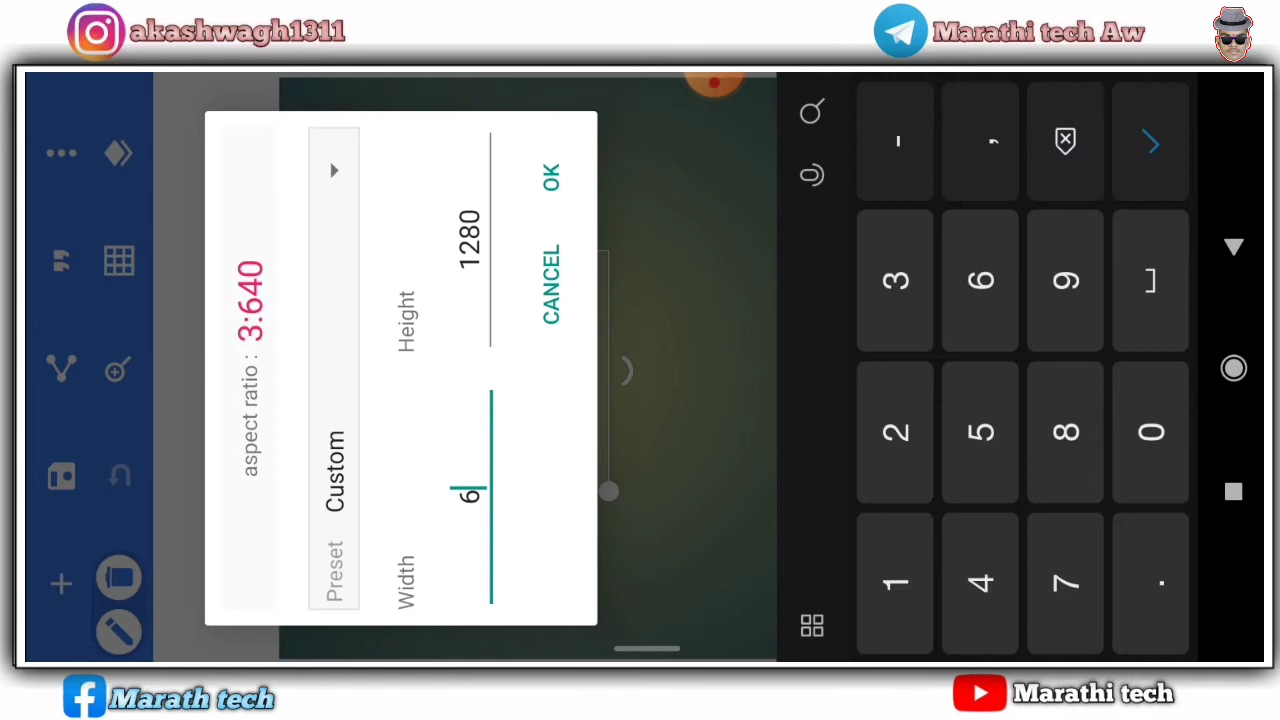 akashwagh1311
Marathi tech Aw
aspect ratio : 3:640
Preset Custom
Width Height
6 1280
CANCEL OK
1 2 3 -
4 5 6 ,
7 8 9
. 0
Marath tech
Marathi tech